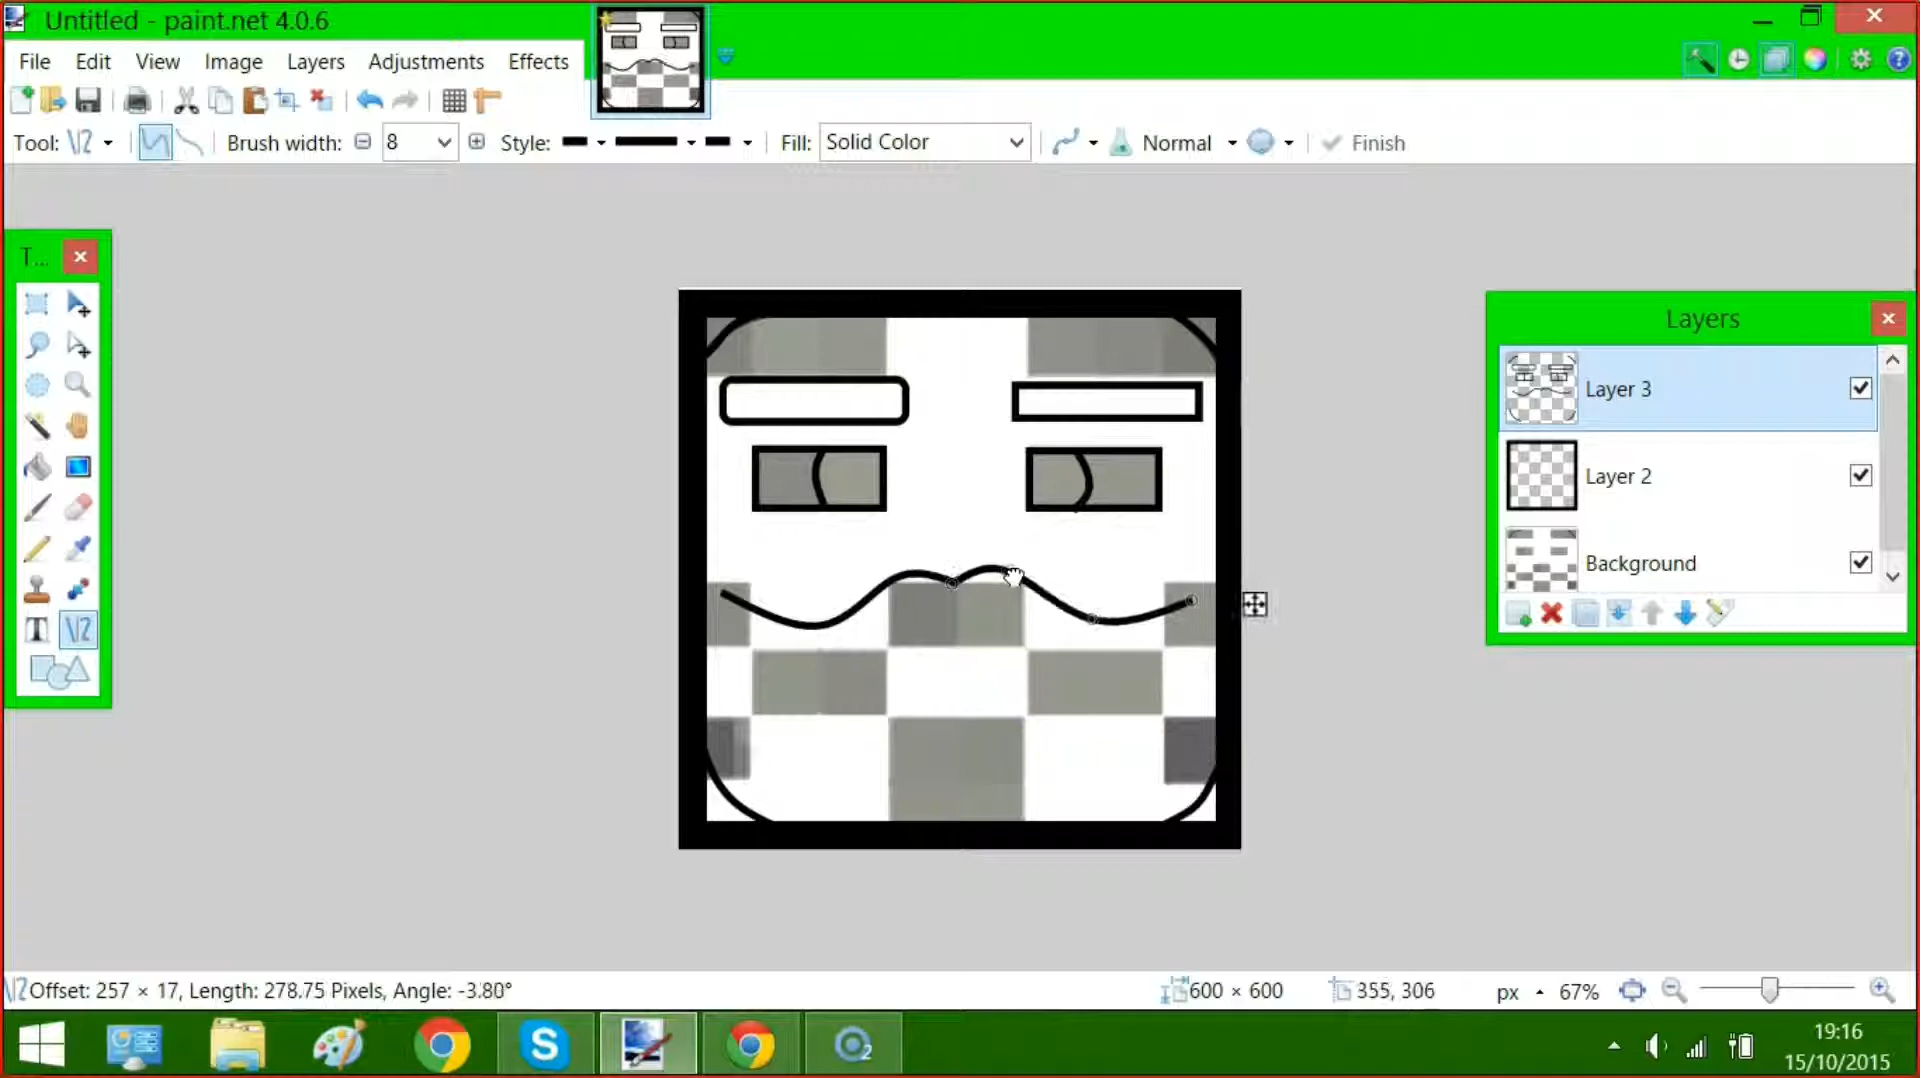 Untitled - paint.net 4.0.6
File Edit View Image Layers Adjustments Effects
Tool: Brush width: 8 Style: Fill: Solid Color Normal Finish
T...
Layers
Layer 3
Layer 2
Background
Offset: 257 × 17, Length: 278.75 Pixels, Angle: -3.80°
600 × 600
355, 306
px
67%
19:16
15/10/2015